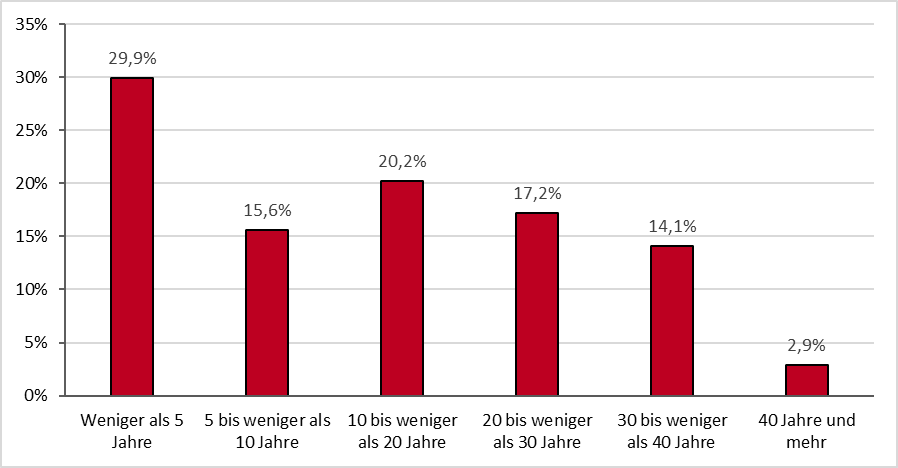 35%
30%
25%
20%
15%
10%
5%
0%
29,9%
15,6%
20,2%
17,2%
14,1%
2,9%
Weniger als 5
Jahre
5 bis weniger als
10 Jahre
10 bis weniger
als 20 Jahre
20 bis weniger
als 30 Jahre
30 bis weniger
als 40 Jahre
40 Jahre und
mehr